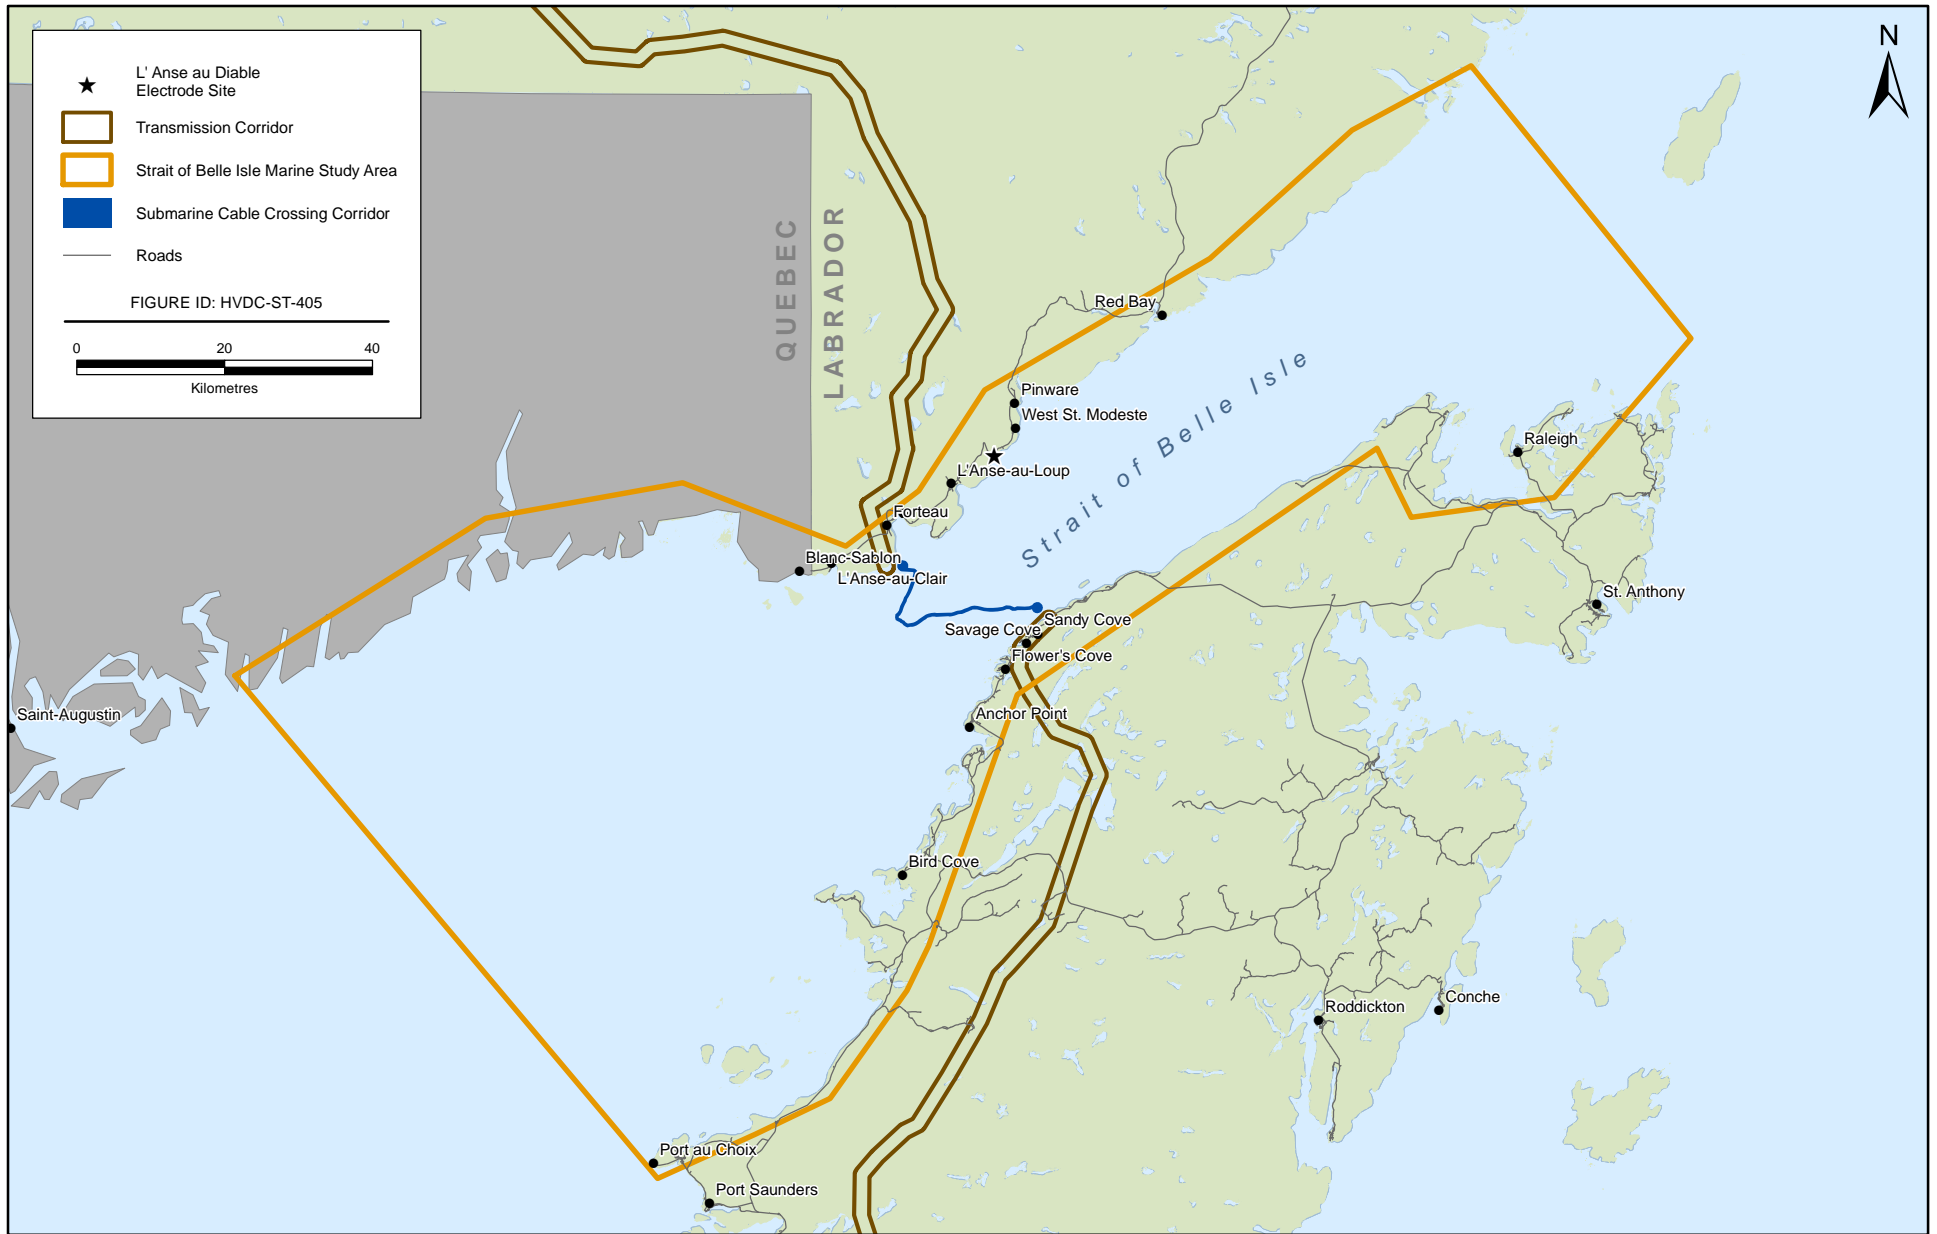 L' Anse au Diable
Electrode Site
Transmission Corridor
Strait of Belle Isle Marine Study Area
Submarine Cable Crossing Corridor
Roads
FIGURE ID: HVDC-ST-405
0 20 40
Kilometres
N
QUEBEC
LABRADOR
Red Bay
Pinware
West St. Modeste
L'Anse-au-Loup
Forteau
Blanc-Sablon
L'Anse-au-Clair
Strait of Belle Isle
Raleigh
St. Anthony
Sandy Cove
Savage Cove
Flower's Cove
Anchor Point
Saint-Augustin
Bird Cove
Roddickton
Conche
Port au Choix
Port Saunders